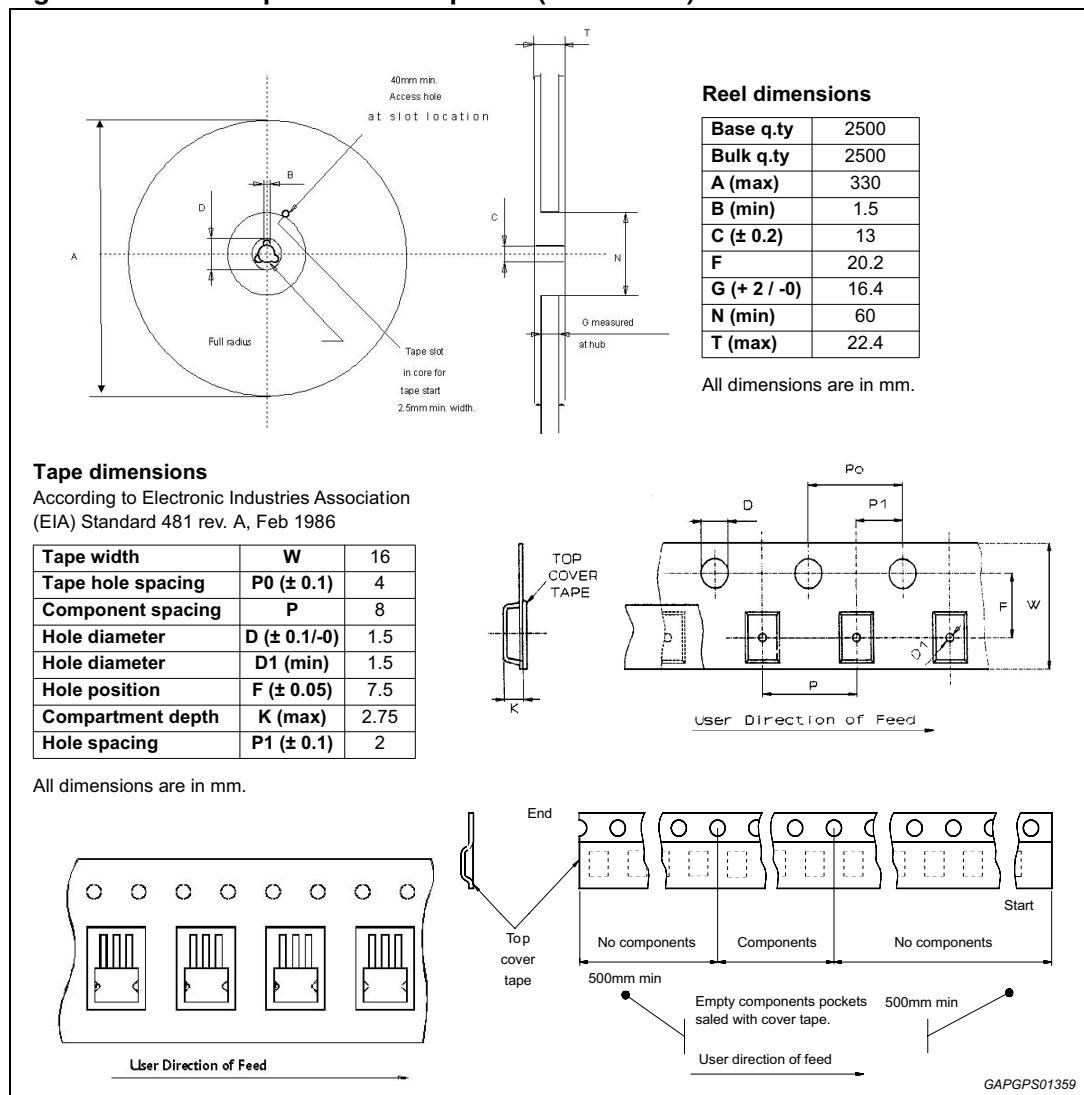 T
40mm min.
Access hole
at slot location
B
D
C
A
N
G measured
at hub
Full radius
Tape slot
in core for
tape start
2.5mm min. width.
Reel dimensions
Base q.ty 2500
Bulk q.ty 2500
A (max) 330
B (min) 1.5
C (± 0.2) 13
F 20.2
G (+ 2 / -0) 16.4
N (min) 60
T (max) 22.4
All dimensions are in mm.
Tape dimensions
According to Electronic Industries Association
(EIA) Standard 481 rev. A, Feb 1986
Tape width W 16
Tape hole spacing P0 (± 0.1) 4
Component spacing P 8
Hole diameter D (± 0.1/-0) 1.5
Hole diameter D1 (min) 1.5
Hole position F (± 0.05) 7.5
Compartment depth K (max) 2.75
Hole spacing P1 (± 0.1) 2
All dimensions are in mm.
Po
D
P1
TOP
COVER
TAPE
F
W
D1
K
P
User Direction of Feed
User Direction of Feed
End
Start
Top
cover
tape
No components
Components
No components
500mm min
500mm min
Empty components pockets
saled with cover tape.
User direction of feed
GAPGPS01359